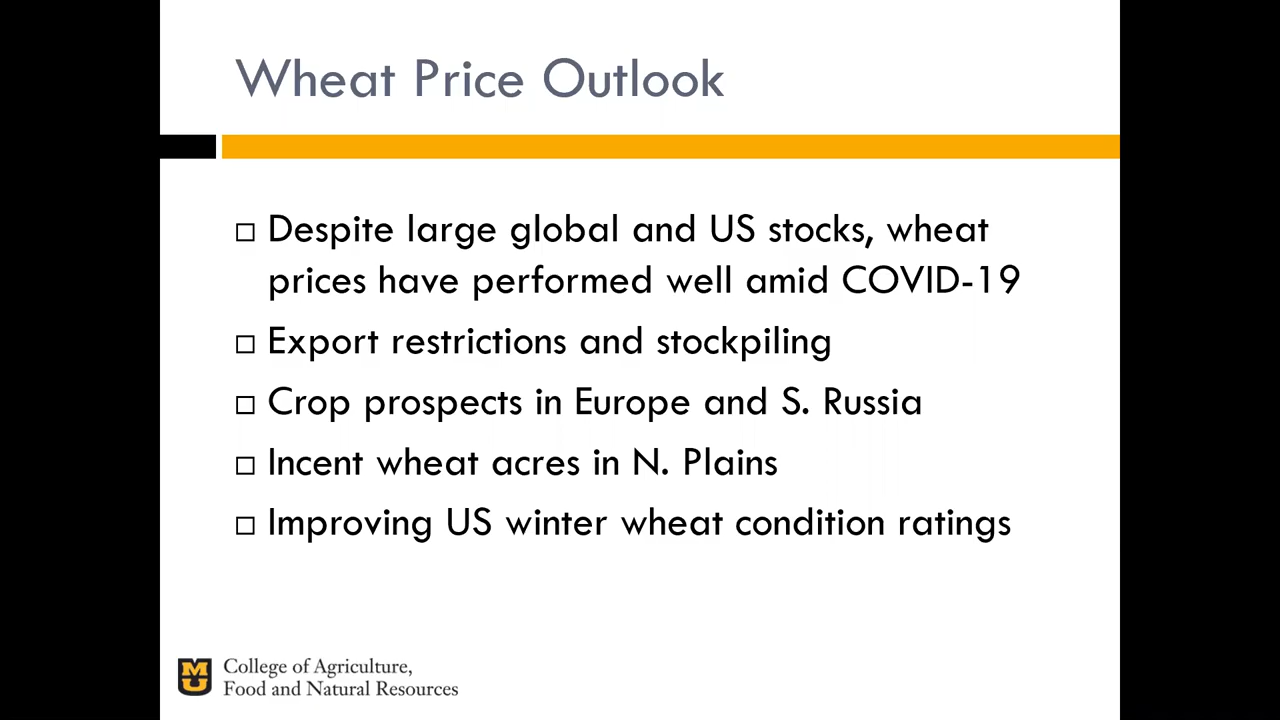 Wheat Price Outlook
Despite large global and US stocks, wheat
prices have performed well amid COVID-19
Export restrictions and stockpiling
Crop prospects in Europe and S. Russia
Incent wheat acres in N. Plains
Improving US winter wheat condition ratings
MU
College of Agriculture,
Food and Natural Resources